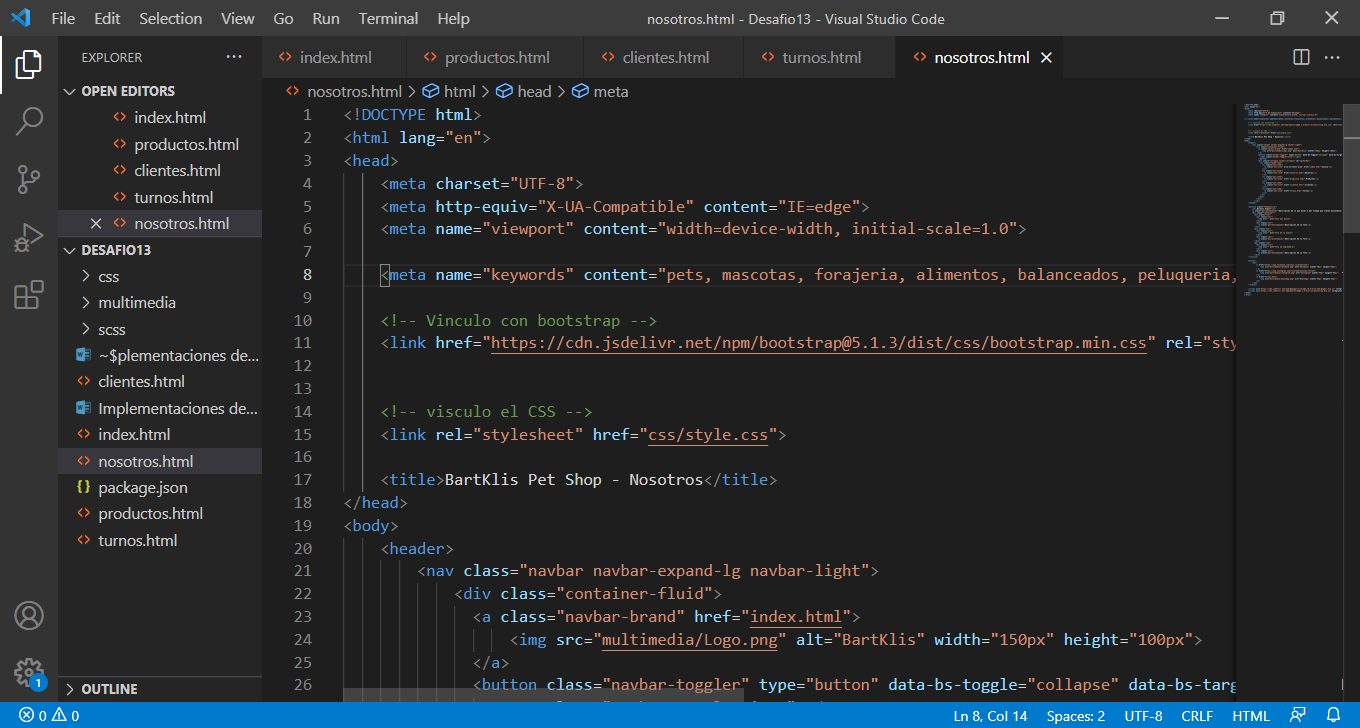 File Edit Selection View Go Run Terminal Help
nosotros.html - Desafio13 - Visual Studio Code
EXPLORER
OPEN EDITORS
index.html
productos.html
clientes.html
turnos.html
nosotros.html
DESAFIO13
css
multimedia
scss
~$plementaciones de...
clientes.html
Implementaciones de...
index.html
nosotros.html
package.json
productos.html
turnos.html
OUTLINE
1
index.html productos.html clientes.html turnos.html nosotros.html
nosotros.html > html > head > meta
1 <!DOCTYPE html>
2 <html lang="en">
3 <head>
4 <meta charset="UTF-8">
5 <meta http-equiv="X-UA-Compatible" content="IE=edge">
6 <meta name="viewport" content="width=device-width, initial-scale=1.0">
7
8 <meta name="keywords" content="pets, mascotas, forajeria, alimentos, balanceados, peluqueria,
9
10 <!-- Vinculo con bootstrap -->
11 <link href="https://cdn.jsdelivr.net/npm/bootstrap@5.1.3/dist/css/bootstrap.min.css" rel="sty
12
13
14 <!-- visculo el CSS -->
15 <link rel="stylesheet" href="css/style.css">
16
17 <title>BartKlis Pet Shop - Nosotros</title>
18 </head>
19 <body>
20 <header>
21 <nav class="navbar navbar-expand-lg navbar-light">
22 <div class="container-fluid">
23 <a class="navbar-brand" href="index.html">
24 <img src="multimedia/Logo.png" alt="BartKlis" width="150px" height="100px">
25 </a>
26 <button class="navbar-toggler" type="button" data-bs-toggle="collapse" data-bs-targ
0 0
Ln 8, Col 14 Spaces: 2 UTF-8 CRLF HTML